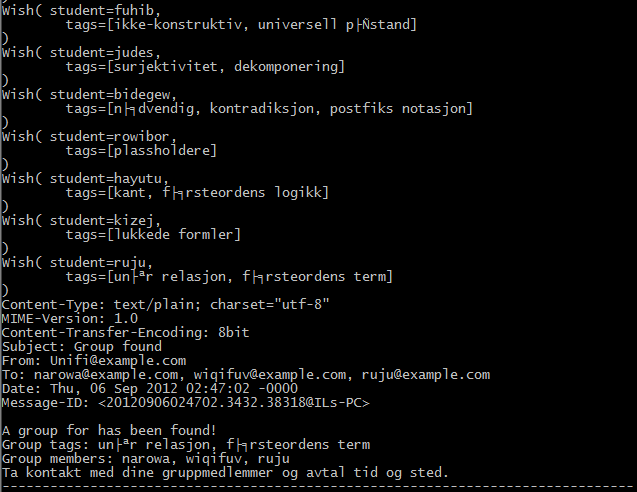 Wish( student=fuhib,
        tags=[ikke-konstruktiv, universell p├Ñstand]
)
Wish( student=judes,
        tags=[surjektivitet, dekomponering]
)
Wish( student=bidegew,
        tags=[n├╕dvendig, kontradiksjon, postfiks notasjon]
)
Wish( student=rowibor,
        tags=[plassholdere]
)
Wish( student=hayutu,
        tags=[kant, f├╕rsteordens logikk]
)
Wish( student=kizej,
        tags=[lukkede formler]
)
Wish( student=ruju,
        tags=[un├ªr relasjon, f├╕rsteordens term]
)
Content-Type: text/plain; charset="utf-8"
MIME-Version: 1.0
Content-Transfer-Encoding: 8bit
Subject: Group found
From: Unifi@example.com
To: narowa@example.com, wiqifuv@example.com, ruju@example.com
Date: Thu, 06 Sep 2012 02:47:02 -0000
Message-ID: <20120906024702.3432.38318@ILs-PC>

A group for has been found!
Group tags: un├ªr relasjon, f├╕rsteordens term
Group members: narowa, wiqifuv, ruju
Ta kontakt med dine gruppmedlemmer og avtal tid og sted.
-------------------------------------------------------------------------------